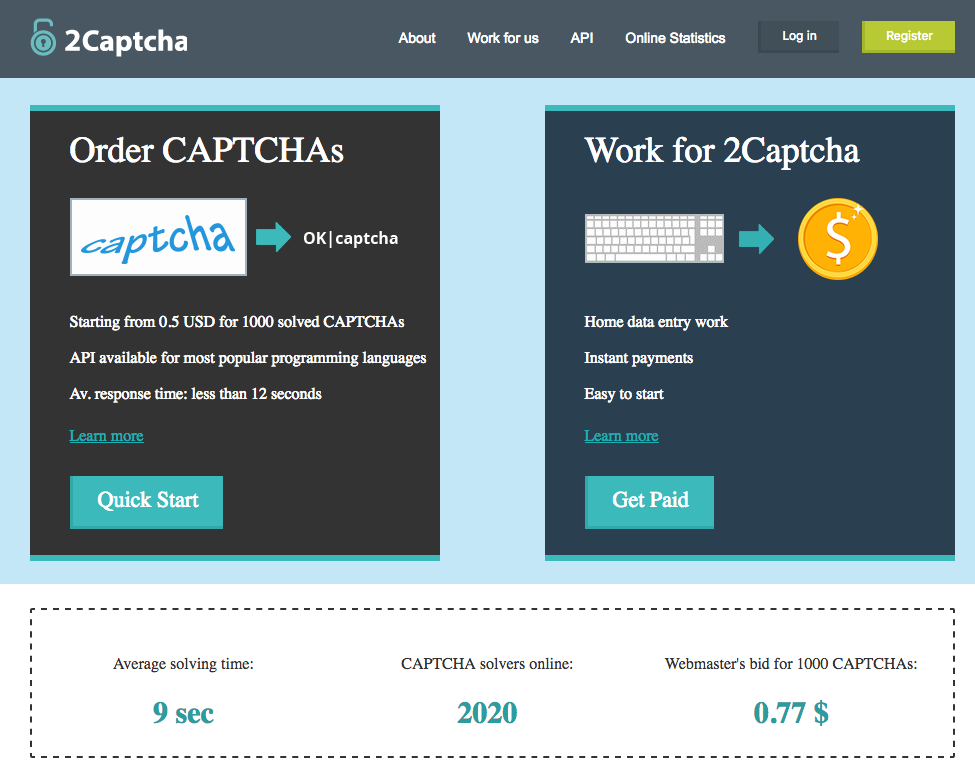 2Captcha
About
Work for us
API
Online Statistics
Log in
Register
Order CAPTCHAs
captcha
OK|captcha
Starting from 0.5 USD for 1000 solved CAPTCHAs
API available for most popular programming languages
Av. response time: less than 12 seconds
Learn more
Quick Start
Work for 2Captcha
$
Home data entry work
Instant payments
Easy to start
Learn more
Get Paid
Average solving time:
9 sec
CAPTCHA solvers online:
2020
Webmaster's bid for 1000 CAPTCHAs:
0.77 $